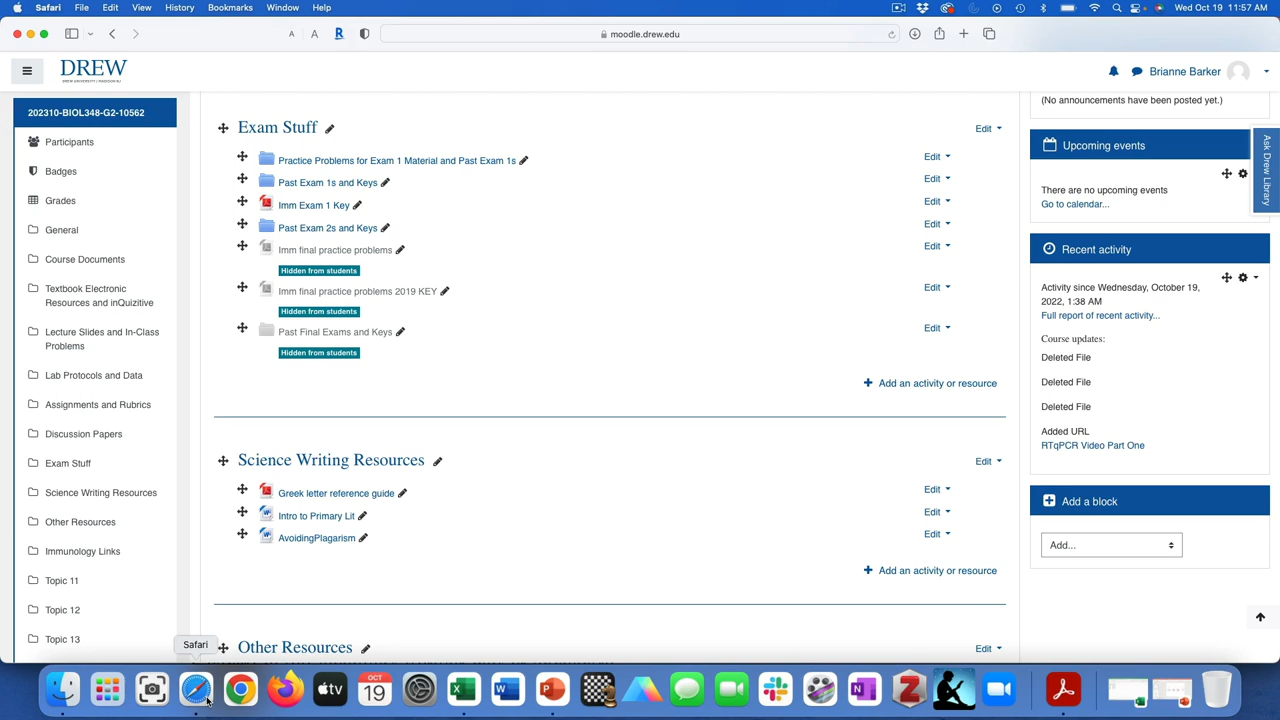 Safari File Edit View History Bookmarks Window Help
Wed Oct 19 11:57 AM
A A R moodle.drew.edu
DREW
DREW UNIVERSITY | MADISON NJ
Brianne Barker
202310-BIOL348-G2-10562
Participants
Badges
Grades
General
Course Documents
Textbook Electronic
Resources and inQuizitive
Lecture Slides and In-Class
Problems
Lab Protocols and Data
Assignments and Rubrics
Discussion Papers
Exam Stuff
Science Writing Resources
Other Resources
Immunology Links
Topic 11
Topic 12
Topic 13
Exam Stuff
Edit
Practice Problems for Exam 1 Material and Past Exam 1s
Edit
Past Exam 1s and Keys
Edit
Imm Exam 1 Key
Edit
Past Exam 2s and Keys
Edit
Imm final practice problems
Edit
Hidden from students
Imm final practice problems 2019 KEY
Edit
Hidden from students
Past Final Exams and Keys
Edit
Hidden from students
Add an activity or resource
Science Writing Resources
Edit
Greek letter reference guide
Edit
Intro to Primary Lit
Edit
AvoidingPlagarism
Edit
Add an activity or resource
Other Resources
Edit
(No announcements have been posted yet.)
Upcoming events
There are no upcoming events
Go to calendar...
Recent activity
Activity since Wednesday, October 19,
2022, 1:38 AM
Full report of recent activity...
Course updates:
Deleted File
Deleted File
Deleted File
Added URL
RTqPCR Video Part One
Add a block
Add...
Ask Drew Library
Safari
tv
OCT
19
X
W
P
N
Z